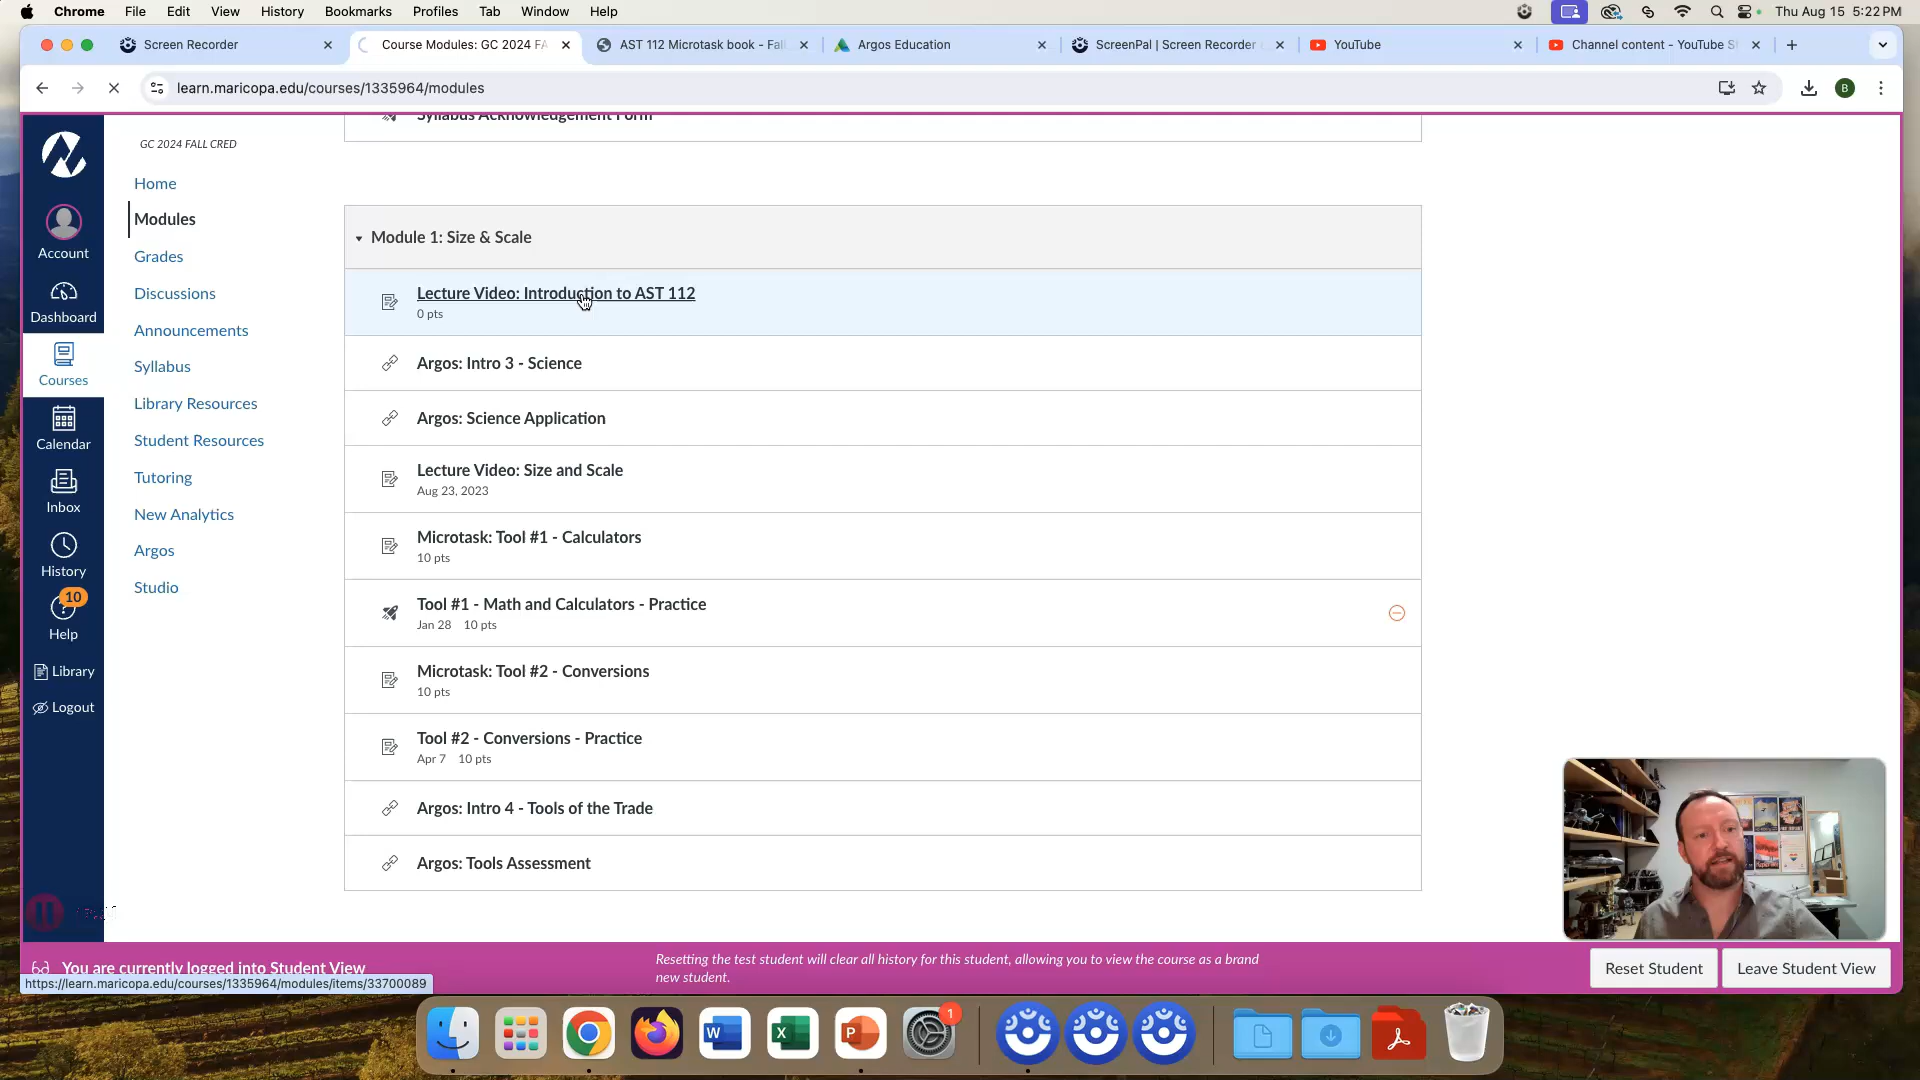 Chrome File Edit View History Bookmarks Profiles Tab Window Help Thu Aug 15 5:22 PM
Screen Recorder Course Modules: GC 2024 FA AST 112 Microtask book - Fal Argos Education ScreenPal | Screen Recorder YouTube Channel content - YouTube S
learn.maricopa.edu/courses/1335964/modules B
Syllabus Acknowledgement Form
GC 2024 FALL CRED
Home
Modules
Grades
Discussions
Announcements
Syllabus
Library Resources
Student Resources
Tutoring
New Analytics
Argos
Studio
Account
Dashboard
Courses
Calendar
Inbox
History
10
Help
Library
Logout
Module 1: Size & Scale
Lecture Video: Introduction to AST 112
0 pts
Argos: Intro 3 - Science
Argos: Science Application
Lecture Video: Size and Scale
Aug 23, 2023
Microtask: Tool #1 - Calculators
10 pts
Tool #1 - Math and Calculators - Practice
Jan 28 10 pts
Microtask: Tool #2 - Conversions
10 pts
Tool #2 - Conversions - Practice
Apr 7 10 pts
Argos: Intro 4 - Tools of the Trade
Argos: Tools Assessment
You are currently logged into Student View
Resetting the test student will clear all history for this student, allowing you to view the course as a brand
new student.
Reset Student Leave Student View
https://learn.maricopa.edu/courses/1335964/modules/items/33700089
W X P 1